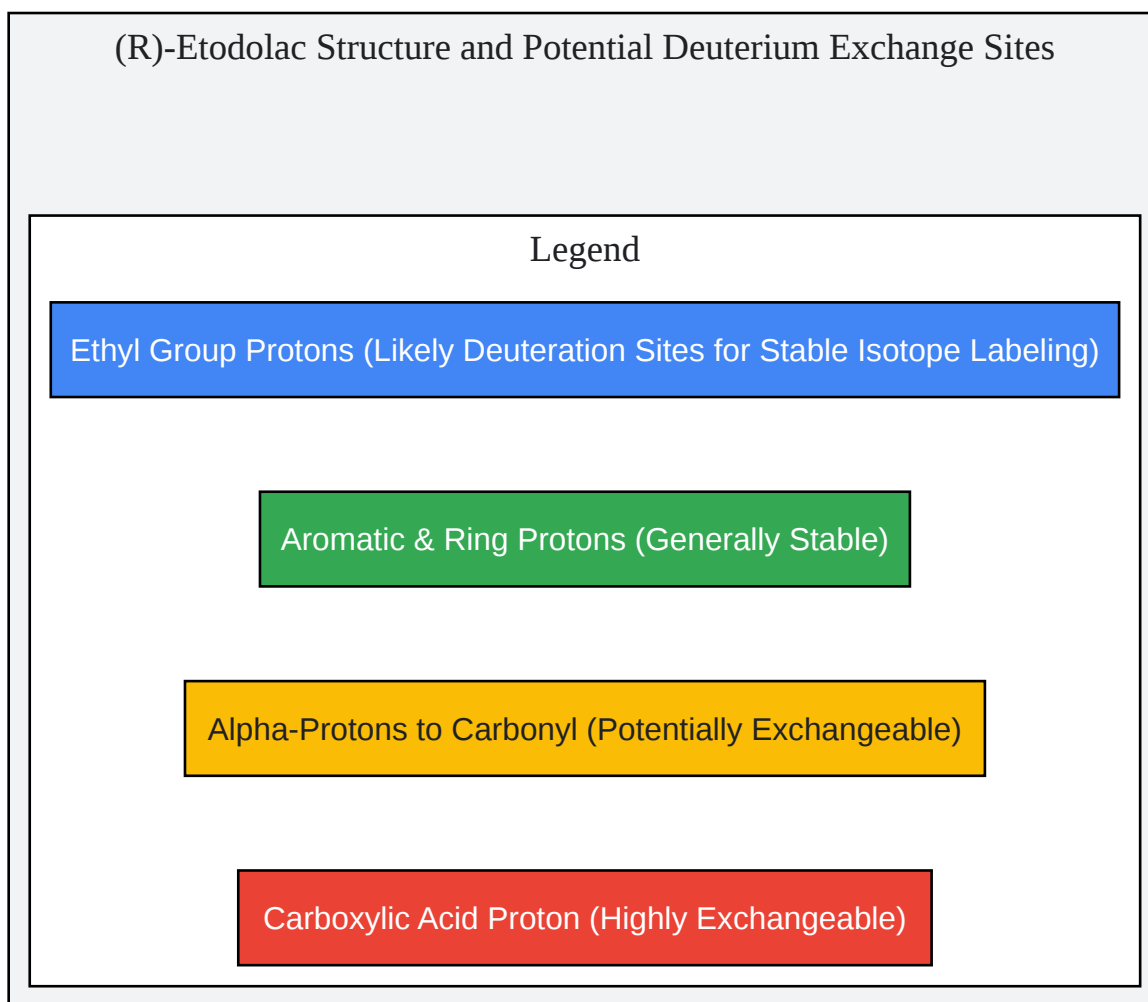 (R)-Etodolac Structure and Potential Deuterium Exchange Sites
Legend
Ethyl Group Protons (Likely Deuteration Sites for Stable Isotope Labeling)
Aromatic & Ring Protons (Generally Stable)
Alpha-Protons to Carbonyl (Potentially Exchangeable)
Carboxylic Acid Proton (Highly Exchangeable)